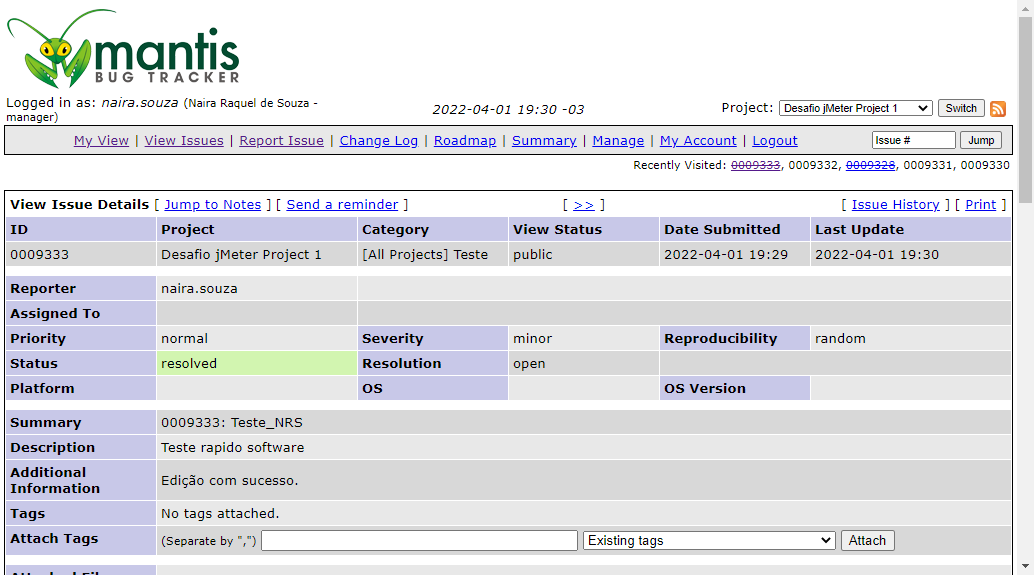 mantis
BUG TRACKER
Logged in as: naira.souza (Naira Raquel de Souza - manager)
2022-04-01 19:30 -03
Project: Desafio jMeter Project 1 Switch
My View | View Issues | Report Issue | Change Log | Roadmap | Summary | Manage | My Account | Logout
Issue # Jump
Recently Visited: 0009333, 0009332, 0009328, 0009331, 0009330
View Issue Details [ Jump to Notes ] [ Send a reminder ] [ >> ] [ Issue History ] [ Print ]
ID Project Category View Status Date Submitted Last Update
0009333 Desafio jMeter Project 1 [All Projects] Teste public 2022-04-01 19:29 2022-04-01 19:30
Reporter naira.souza
Assigned To
Priority normal Severity minor Reproducibility random
Status resolved Resolution open
Platform OS OS Version
Summary 0009333: Teste_NRS
Description Teste rapido software
Additional Information Edição com sucesso.
Tags No tags attached.
Attach Tags (Separate by ",") Existing tags Attach